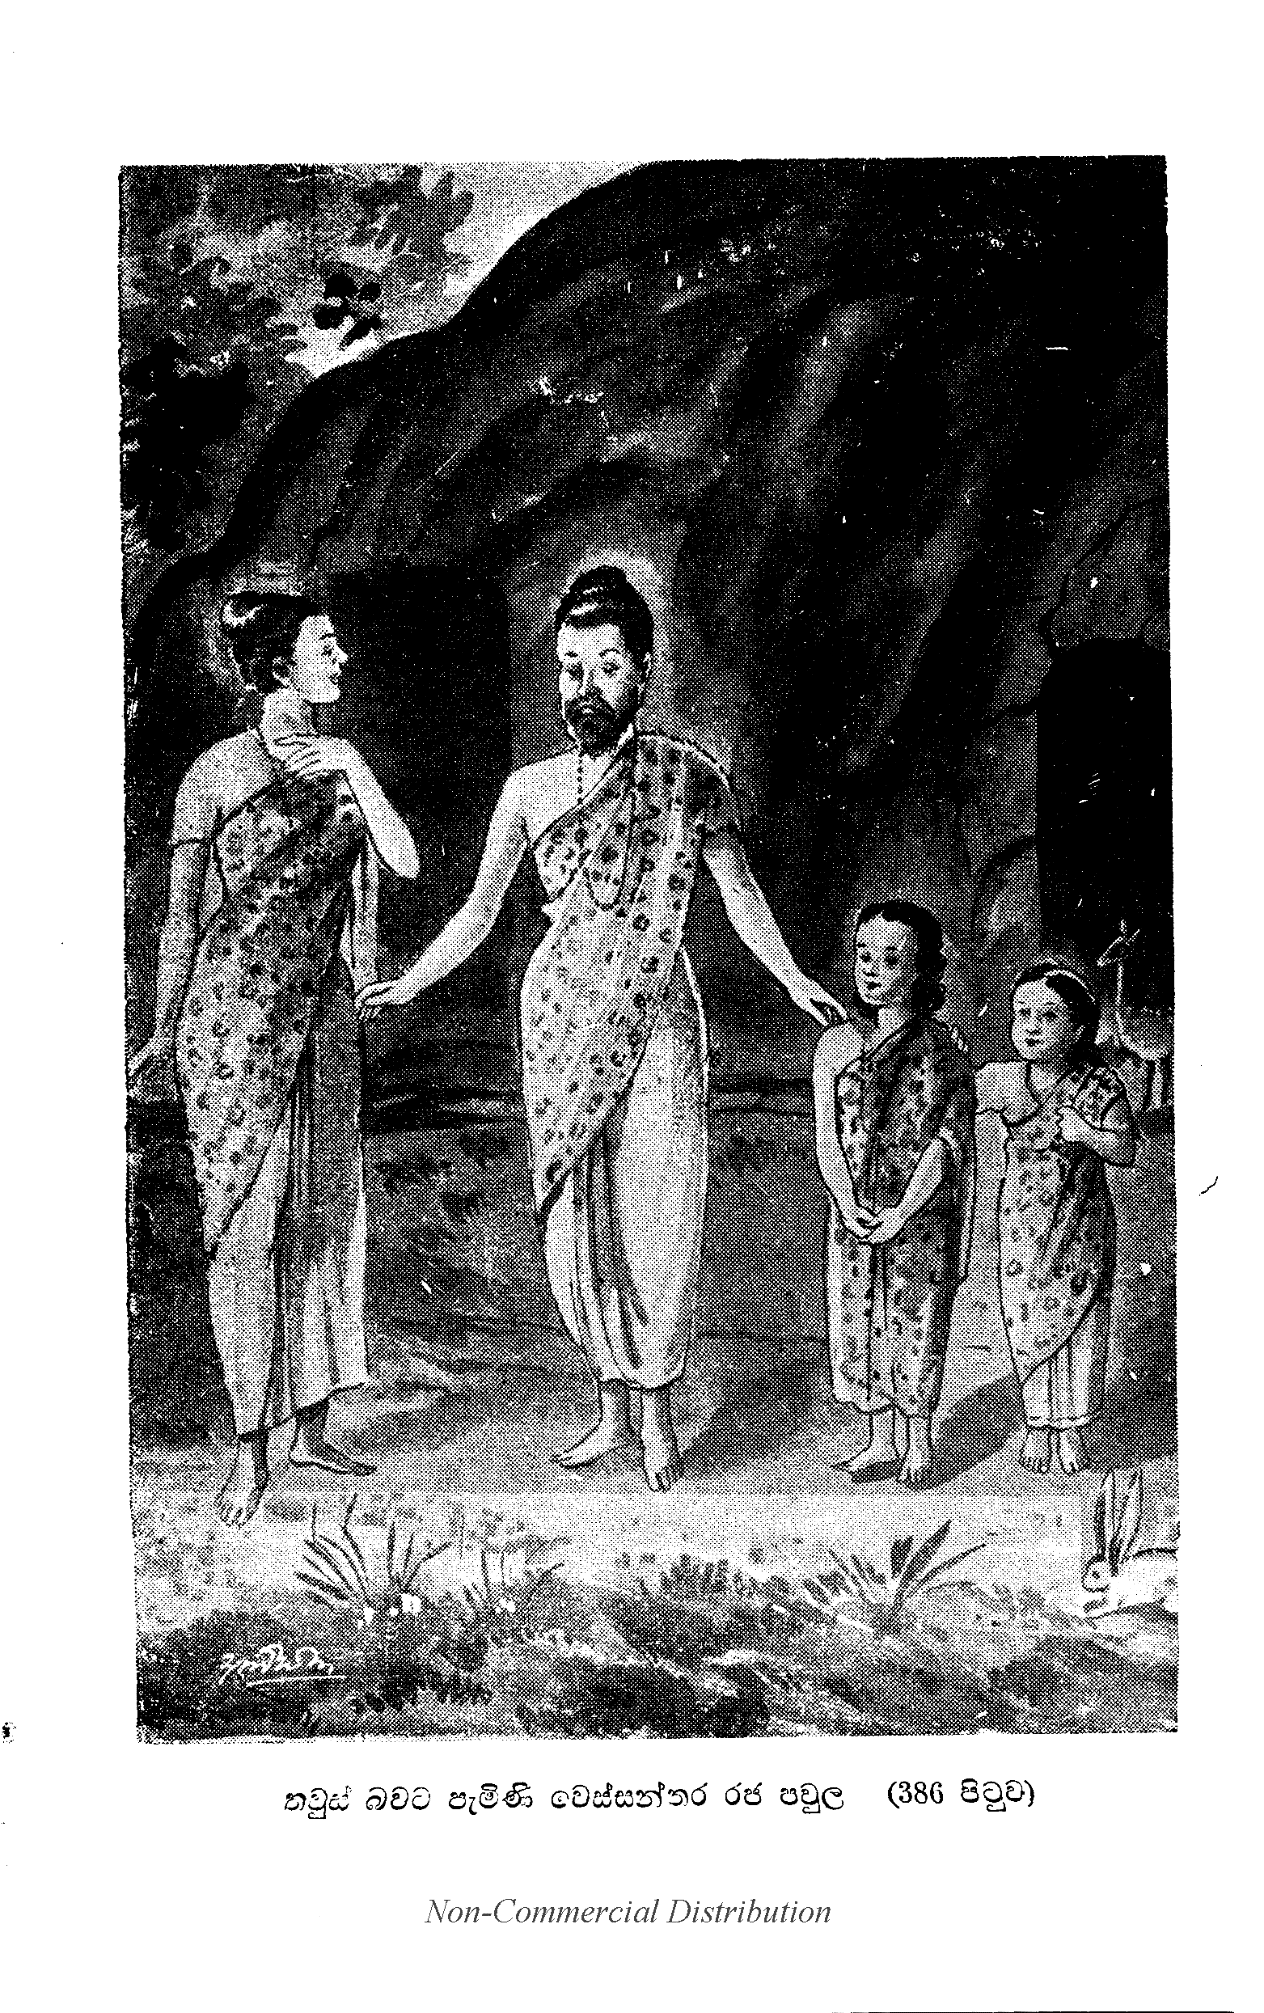 තවුස් බවට පැමිණි වෙස්සන්තර රජ පවුල (386 පිටුව)
Non-Commercial Distribution